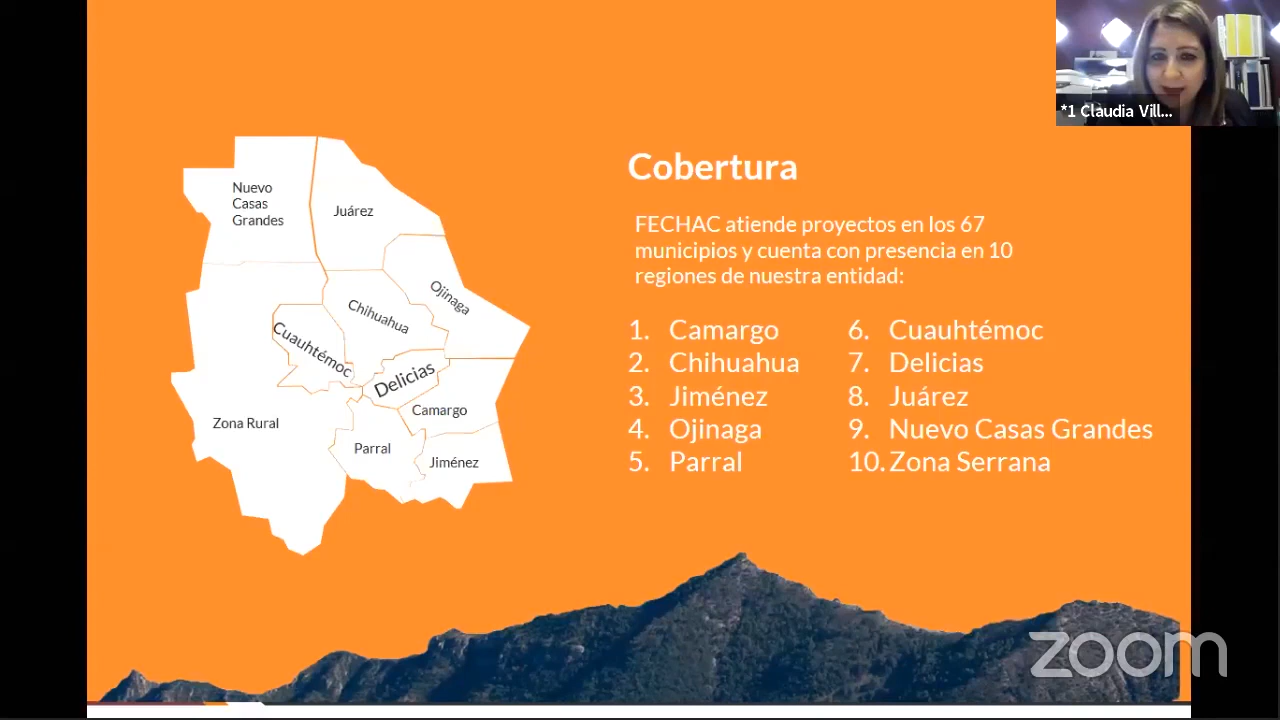 *1 Claudia Vill...
Cobertura
FECHAC atiende proyectos en los 67
municipios y cuenta con presencia en 10
regiones de nuestra entidad:
1. Camargo
2. Chihuahua
3. Jiménez
4. Ojinaga
5. Parral
6. Cuauhtémoc
7. Delicias
8. Juárez
9. Nuevo Casas Grandes
10. Zona Serrana
Nuevo
Casas
Grandes
Juárez
Ojinaga
Chihuahua
Cuauhtémoc
Delicias
Camargo
Zona Rural
Parral
Jiménez
zoom